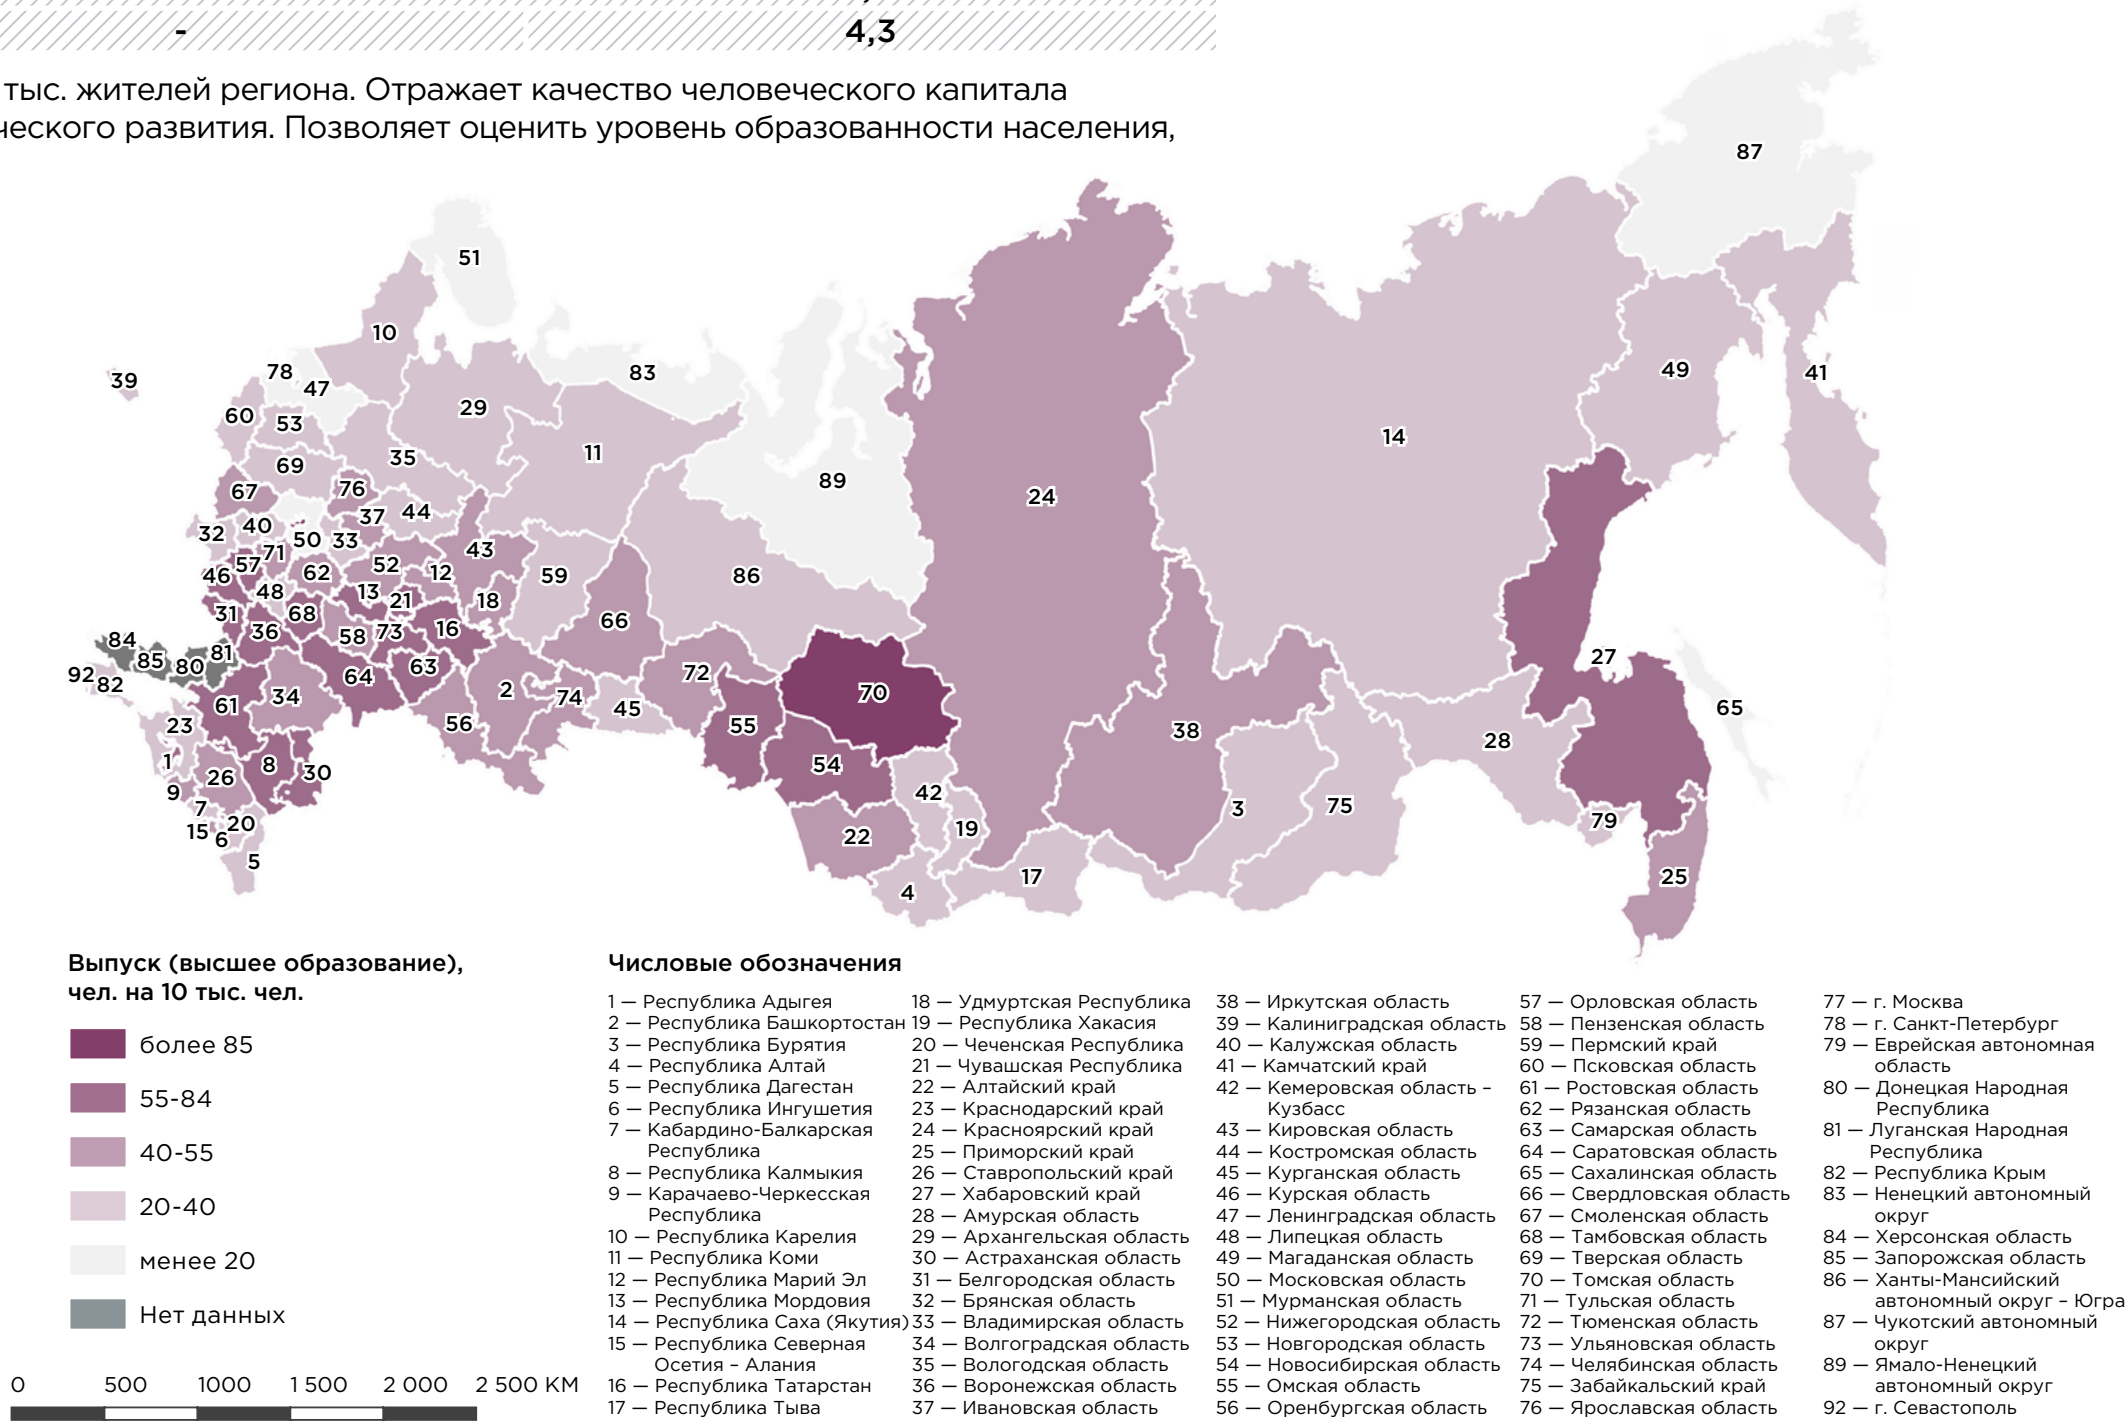 -
4,3
тыс. жителей региона. Отражает качество человеческого капитала
ческого развития. Позволяет оценить уровень образованности населения,
87
51
10
78
47
39
83
60
53
29
49
41
69
35
11
14
67
76
89
24
32
40
37
44
50
33
71
43
57
52
46
62
12
59
86
48
13
21
18
31
68
66
36
58
73
16
84
85
80
81
27
92
82
64
63
72
61
34
2
74
45
70
65
23
56
55
38
28
1
26
8
30
54
9
7
42
3
75
15
6
20
22
19
79
5
4
17
25
Выпуск (высшее образование),
чел. на 10 тыс. чел.
более 85
55-84
40-55
20-40
менее 20
Нет данных
0 500 1000 1 500 2 000 2 500 КМ
Числовые обозначения
1 — Республика Адыгея
2 — Республика Башкортостан
3 — Республика Бурятия
4 — Республика Алтай
5 — Республика Дагестан
6 — Республика Ингушетия
7 — Кабардино-Балкарская
Республика
8 — Республика Калмыкия
9 — Карачаево-Черкесская
Республика
10 — Республика Карелия
11 — Республика Коми
12 — Республика Марий Эл
13 — Республика Мордовия
14 — Республика Саха (Якутия)
15 — Республика Северная
Осетия – Алания
16 — Республика Татарстан
17 — Республика Тыва
18 — Удмуртская Республика
19 — Республика Хакасия
20 — Чеченская Республика
21 — Чувашская Республика
22 — Алтайский край
23 — Краснодарский край
24 — Красноярский край
25 — Приморский край
26 — Ставропольский край
27 — Хабаровский край
28 — Амурская область
29 — Архангельская область
30 — Астраханская область
31 — Белгородская область
32 — Брянская область
33 — Владимирская область
34 — Волгоградская область
35 — Вологодская область
36 — Воронежская область
37 — Ивановская область
38 — Иркутская область
39 — Калиниградская область
40 — Калужская область
41 — Камчатский край
42 — Кемеровская область –
Кузбасс
43 — Кировская область
44 — Костромская область
45 — Курганская область
46 — Курская область
47 — Ленинградская область
48 — Липецкая область
49 — Магаданская область
50 — Московская область
51 — Мурманская область
52 — Нижегородская область
53 — Новгородская область
54 — Новосибирская область
55 — Омская область
56 — Оренбургская область
57 — Орловская область
58 — Пензенская область
59 — Пермский край
60 — Псковская область
61 — Ростовская область
62 — Рязанская область
63 — Самарская область
64 — Саратовская область
65 — Сахалинская область
66 — Свердловская область
67 — Смоленская область
68 — Тамбовская область
69 — Тверская область
70 — Томская область
71 — Тульская область
72 — Тюменская область
73 — Ульяновская область
74 — Челябинская область
75 — Забайкальский край
76 — Ярославская область
77 — г. Москва
78 — г. Санкт-Петербург
79 — Еврейская автономная
область
80 — Донецкая Народная
Республика
81 — Луганская Народная
Республика
82 — Республика Крым
83 — Ненецкий автономный
округ
84 — Херсонская область
85 — Запорожская область
86 — Ханты-Мансийский
автономный округ – Югра
87 — Чукотский автономный
округ
89 — Ямало-Ненецкий
автономный округ
92 — г. Севастополь